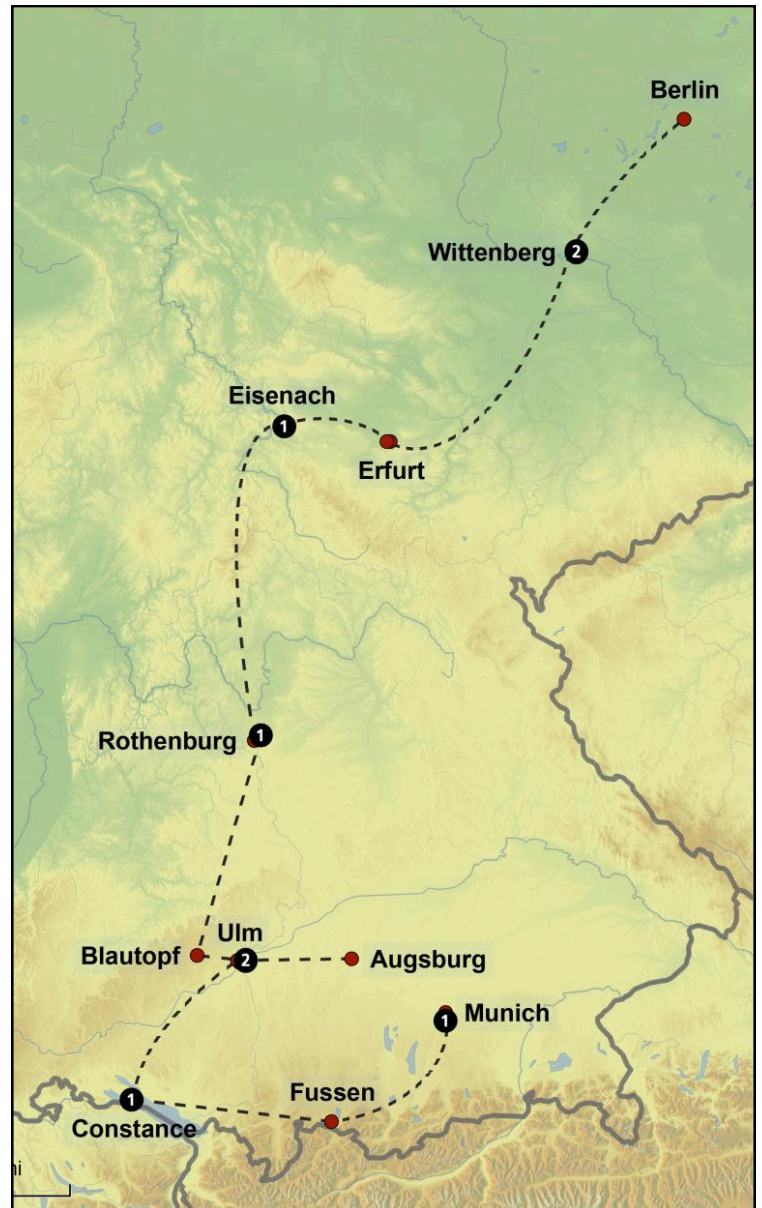 Berlin
Wittenberg
2
Eisenach
1
Erfurt
Rothenburg
1
Ulm
Blautopf
2
Augsburg
Munich
1
Fussen
1
Constance